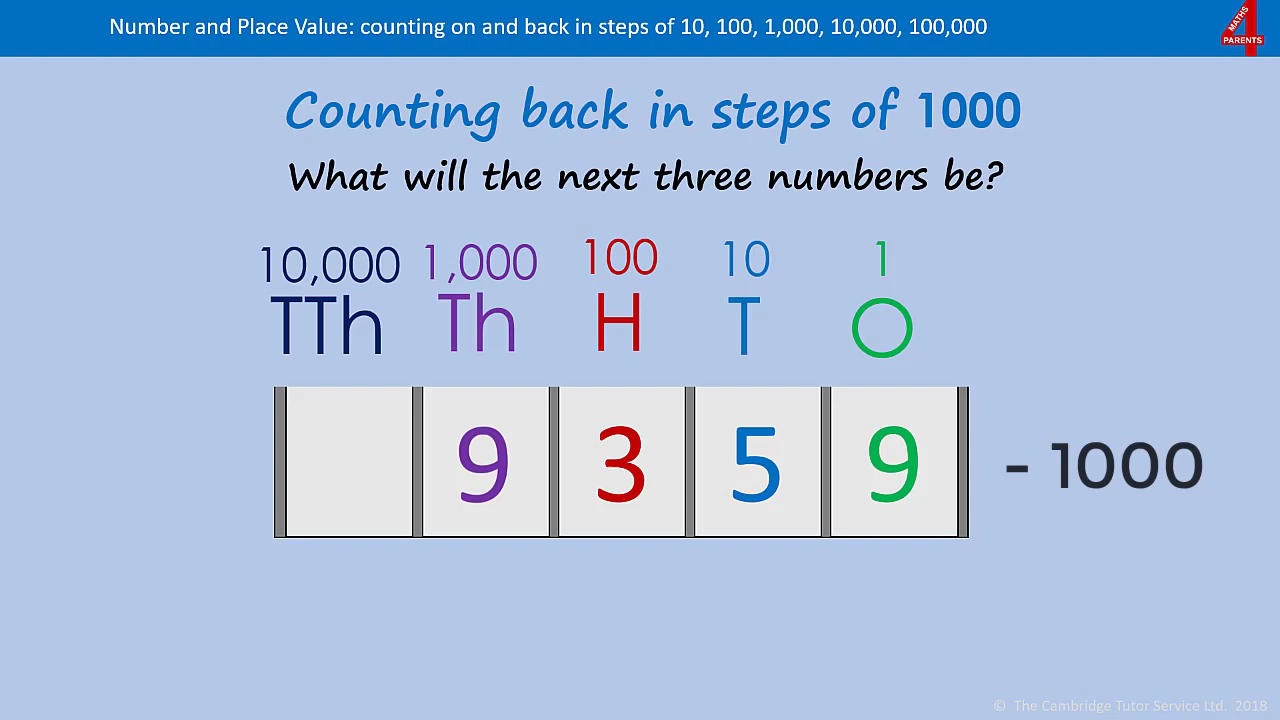 Number and Place Value: counting on and back in steps of 10, 100, 1,000, 10,000, 100,000
MATHS
4
PARENTS
Counting back in steps of 1000
What will the next three numbers be?
10,000 1,000 100 10 1
TTh Th H T O
9 3 5 9 - 1000
© The Cambridge Tutor Service Ltd. 2018